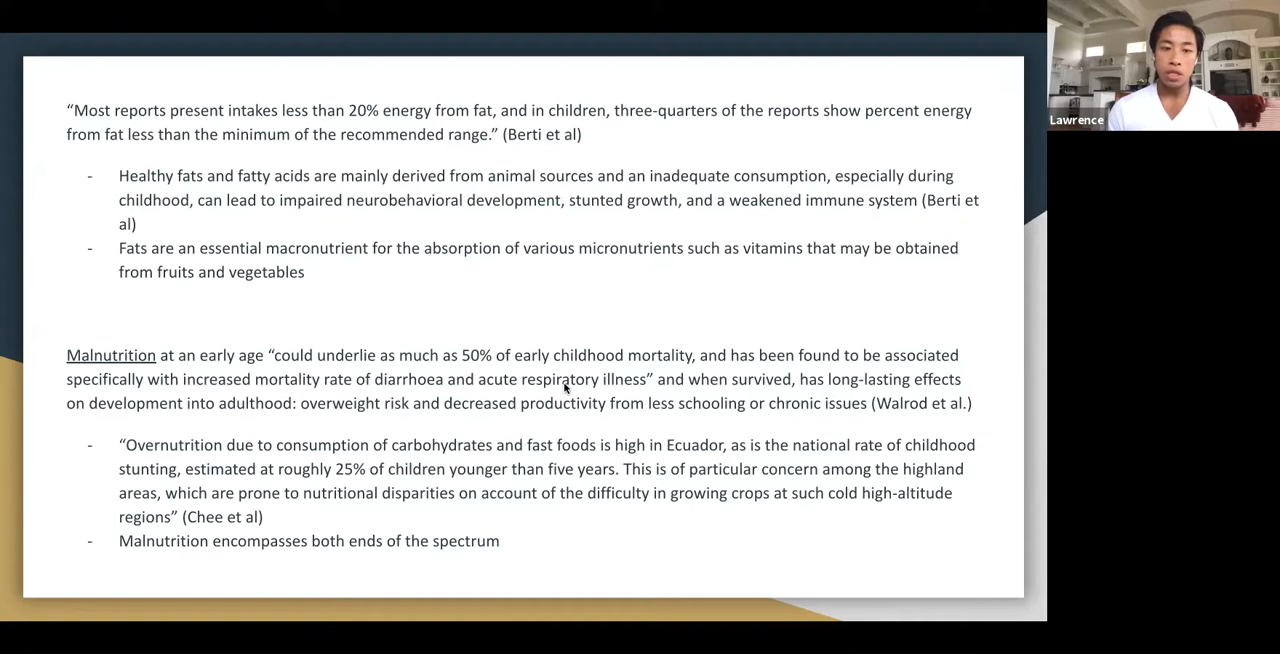 “Most reports present intakes less than 20% energy from fat, and in children, three-quarters of the reports show percent energy
from fat less than the minimum of the recommended range.” (Berti et al)
- Healthy fats and fatty acids are mainly derived from animal sources and an inadequate consumption, especially during
childhood, can lead to impaired neurobehavioral development, stunted growth, and a weakened immune system (Berti et
al)
- Fats are an essential macronutrient for the absorption of various micronutrients such as vitamins that may be obtained
from fruits and vegetables
Malnutrition at an early age “could underlie as much as 50% of early childhood mortality, and has been found to be associated
specifically with increased mortality rate of diarrhoea and acute respiratory illness” and when survived, has long-lasting effects
on development into adulthood: overweight risk and decreased productivity from less schooling or chronic issues (Walrod et al.)
- “Overnutrition due to consumption of carbohydrates and fast foods is high in Ecuador, as is the national rate of childhood
stunting, estimated at roughly 25% of children younger than five years. This is of particular concern among the highland
areas, which are prone to nutritional disparities on account of the difficulty in growing crops at such cold high-altitude
regions” (Chee et al)
- Malnutrition encompasses both ends of the spectrum
Lawrence